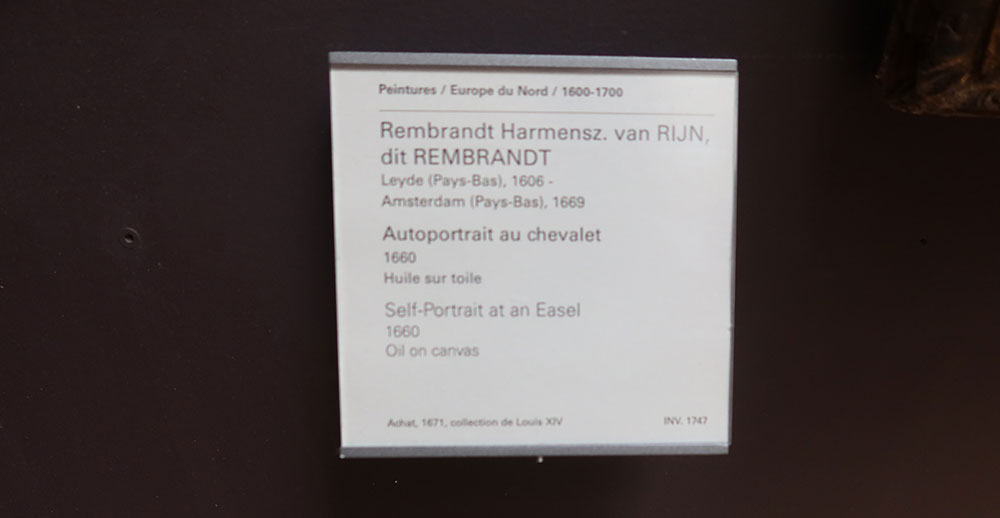 Peintures / Europe du Nord / 1600-1700
Rembrandt Harmensz. van RIJN,
dit REMBRANDT
Leyde (Pays-Bas), 1606 -
Amsterdam (Pays-Bas), 1669
Autoportrait au chevalet
1660
Huile sur toile
Self-Portrait at an Easel
1660
Oil on canvas
Achat, 1671, collection de Louis XIV INV. 1747